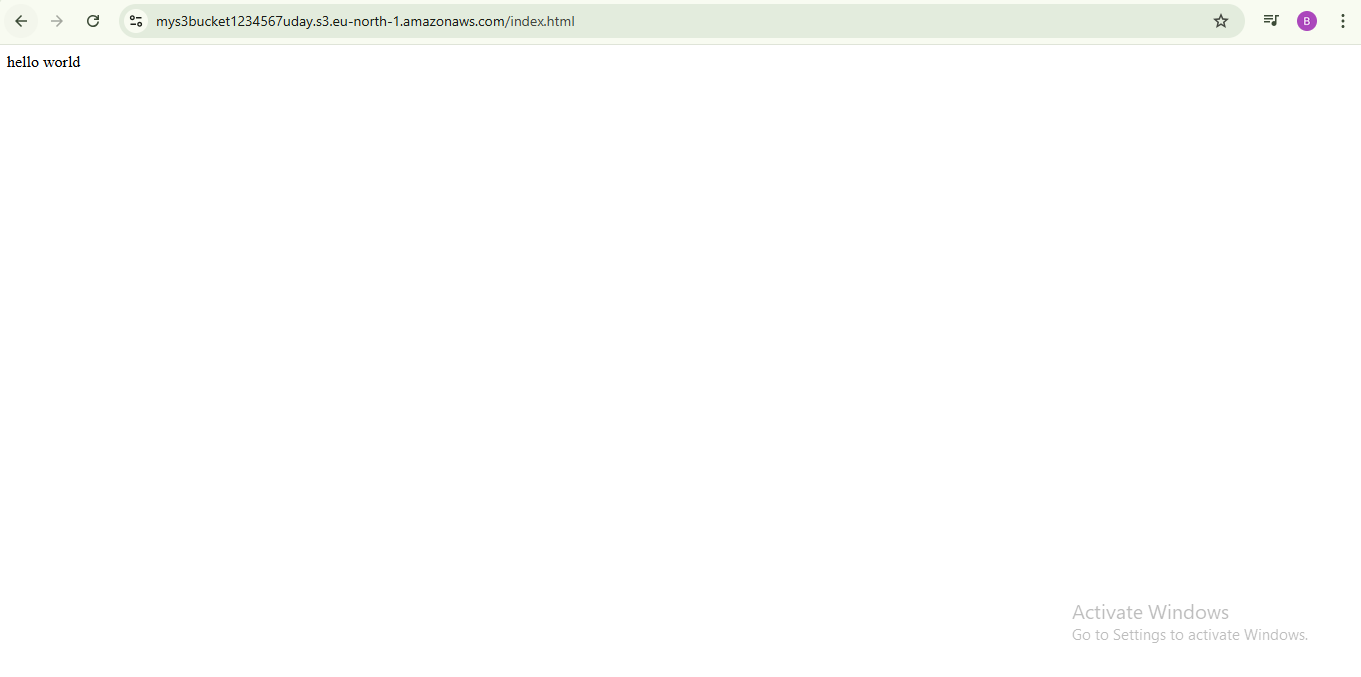 mys3bucket1234567uday.s3.eu-north-1.amazonaws.com/index.html
B
hello world
Activate Windows
Go to Settings to activate Windows.